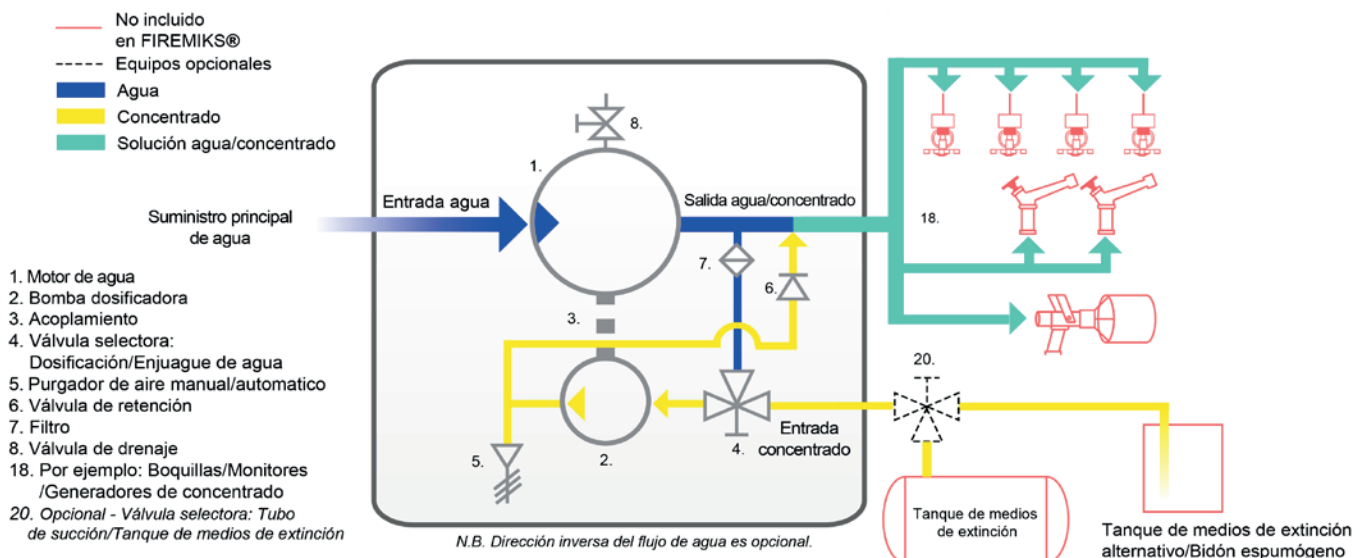 No incluido
en FIREMIKS®
Equipos opcionales
Agua
Concentrado
Solución agua/concentrado
Suministro principal
de agua
Entrada agua
1.
8.
Salida agua/concentrado
7.
6.
3.
18.
1. Motor de agua
2. Bomba dosificadora
3. Acoplamiento
4. Válvula selectora:
Dosificación/Enjuague de agua
5. Purgador de aire manual/automatico
6. Válvula de retención
7. Filtro
8. Válvula de drenaje
18. Por ejemplo: Boquillas/Monitores
/Generadores de concentrado
20. Opcional - Válvula selectora: Tubo
de succión/Tanque de medios de extinción
5.
2.
4.
Entrada
concentrado
20.
Tanque de medios
de extinción
Tanque de medios de extinción
alternativo/Bidón espumógeno
N.B. Dirección inversa del flujo de agua es opcional.